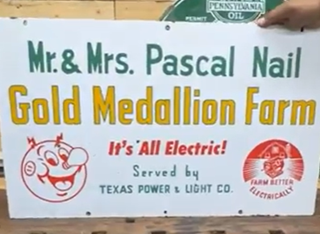 PENNSYLVANIA
PERMIT OIL
Mr. & Mrs. Pascal Nail
Gold Medallion Farm
It's All Electric!
Served by
TEXAS POWER & LIGHT CO.
FARM BETTER
ELECTRICALLY